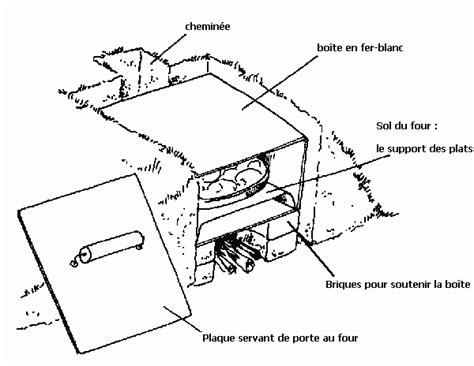 cheminée
boîte en fer-blanc
Sol du four :
le support des plats
Briques pour soutenir la boîte
Plaque servant de porte au four